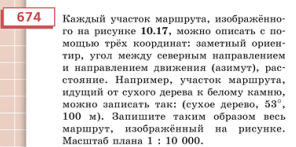 674
Каждый участок маршрута, изображённо-
го на рисунке 10.17, можно описать с по-
мощью трёх координат: заметный ориен-
тир, угол между северным направлением
и направлением движения (азимут), рас-
стояние. Например, участок маршрута,
идущий от сухого дерева к белому камню,
можно записать так: (сухое дерево, 53°,
100 м). Запишите таким образом весь
маршрут, изображённый на рисунке.
Масштаб плана 1 : 10 000.